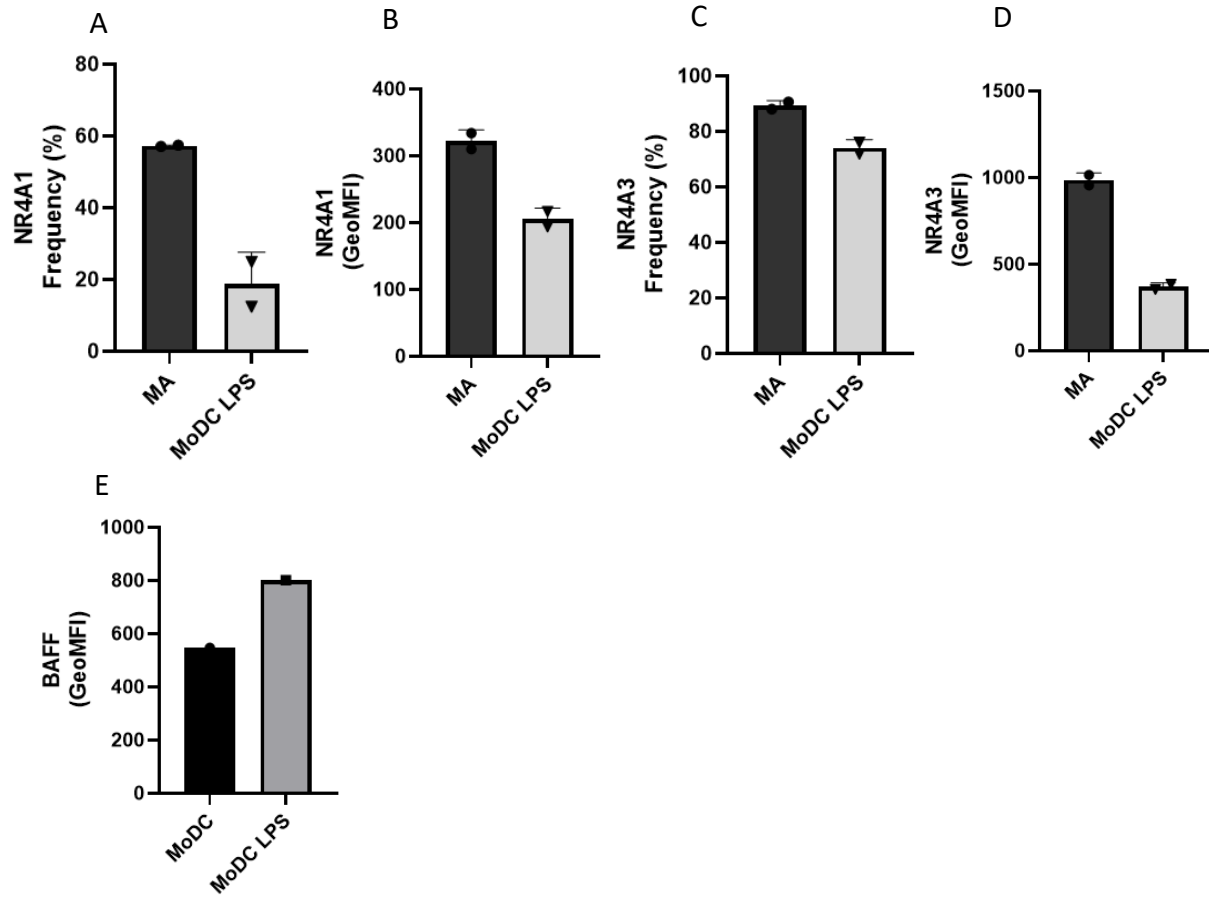 A
NR4A1
Frequency (%)
80
60
40
20
0
MA
MoDC LPS
B
NR4A1
(GeoMFI)
400
300
200
100
0
MA
MoDC LPS
C
NR4A3
Frequency (%)
100
80
60
40
20
0
MA
MoDC LPS
D
NR4A3
(GeoMFI)
1500
1000
500
0
MA
MoDC LPS
E
BAFF
(GeoMFI)
1000
800
600
400
200
0
MoDC
MoDC LPS